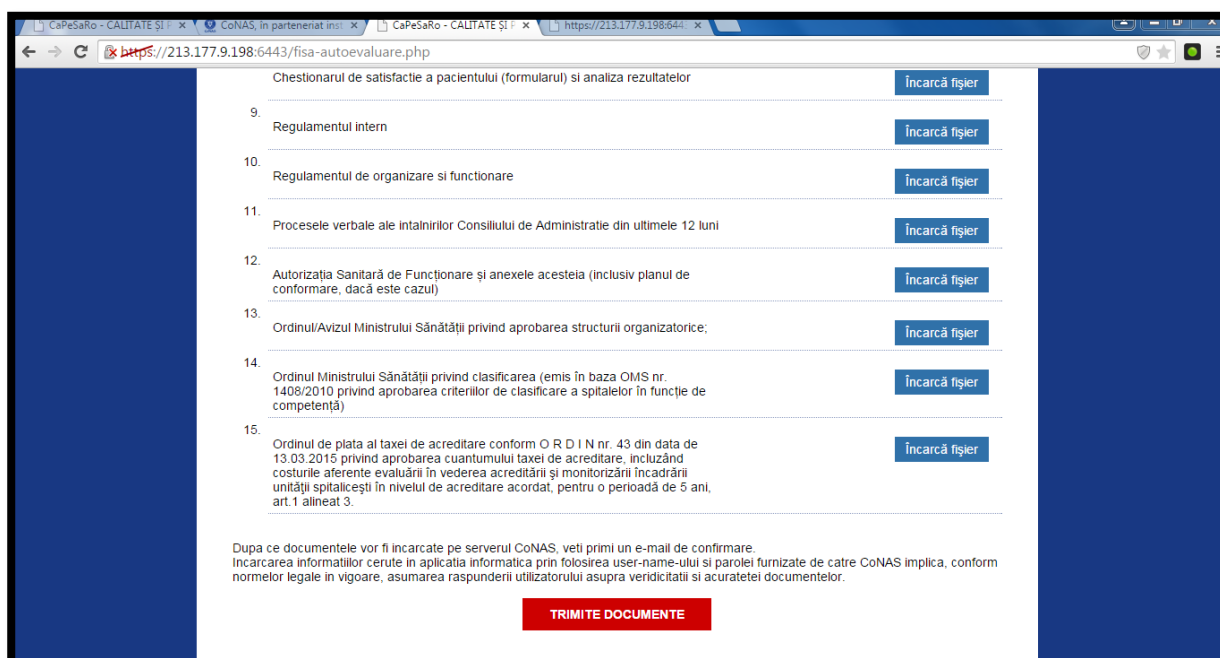 CaPeSaRo - CALITATE ȘI P
CoNAS, în parteneriat inst
CaPeSaRo - CALITATE ȘI P
https://213.177.9.198:644
https://213.177.9.198:6443/fisa-autoevaluare.php
Chestionarul de satisfactie a pacientului (formularul) si analiza rezultatelor
Încarcă fişier
9.
Regulamentul intern
Încarcă fişier
10.
Regulamentul de organizare si functionare
Încarcă fişier
11.
Procesele verbale ale intalnirilor Consiliului de Administratie din ultimele 12 luni
Încarcă fişier
12.
Autorizația Sanitară de Funcționare și anexele acesteia (inclusiv planul de
conformare, dacă este cazul)
Încarcă fişier
13.
Ordinul/Avizul Ministrului Sănătății privind aprobarea structurii organizatorice;
Încarcă fişier
14.
Ordinul Ministrului Sănătății privind clasificarea (emis în baza OMS nr.
1408/2010 privind aprobarea criteriilor de clasificare a spitalelor în funcție de
competență)
Încarcă fişier
15.
Ordinul de plata al taxei de acreditare conform O R D I N nr. 43 din data de
13.03.2015 privind aprobarea cuantumului taxei de acreditare, incluzând
costurile aferente evaluării în vederea acreditării şi monitorizării încadrării
unităţii spitaliceşti în nivelul de acreditare acordat, pentru o perioadă de 5 ani,
art.1 alineat 3.
Încarcă fişier
Dupa ce documentele vor fi incarcate pe serverul CoNAS, veti primi un e-mail de confirmare.
Incarcarea informatiilor cerute in aplicatia informatica prin folosirea user-name-ului si parolei furnizate de catre CoNAS implica, conform
normelor legale in vigoare, asumarea raspunderii utilizatorului asupra veridicitatii si acuratetei documentelor.
TRIMITE DOCUMENTE